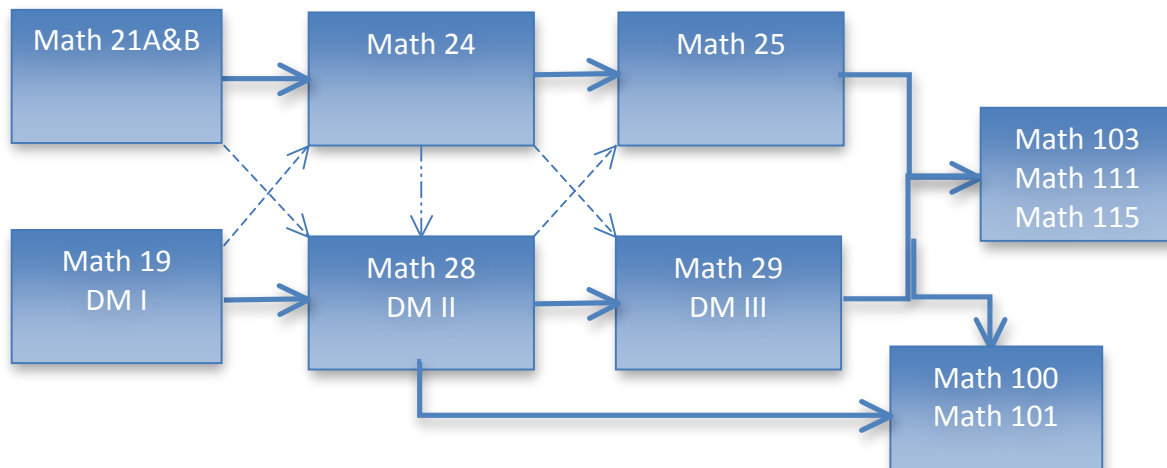 Math 21A&B
Math 24
Math 25
Math 103
Math 111
Math 115
Math 19
DM I
Math 28
DM II
Math 29
DM III
Math 100
Math 101